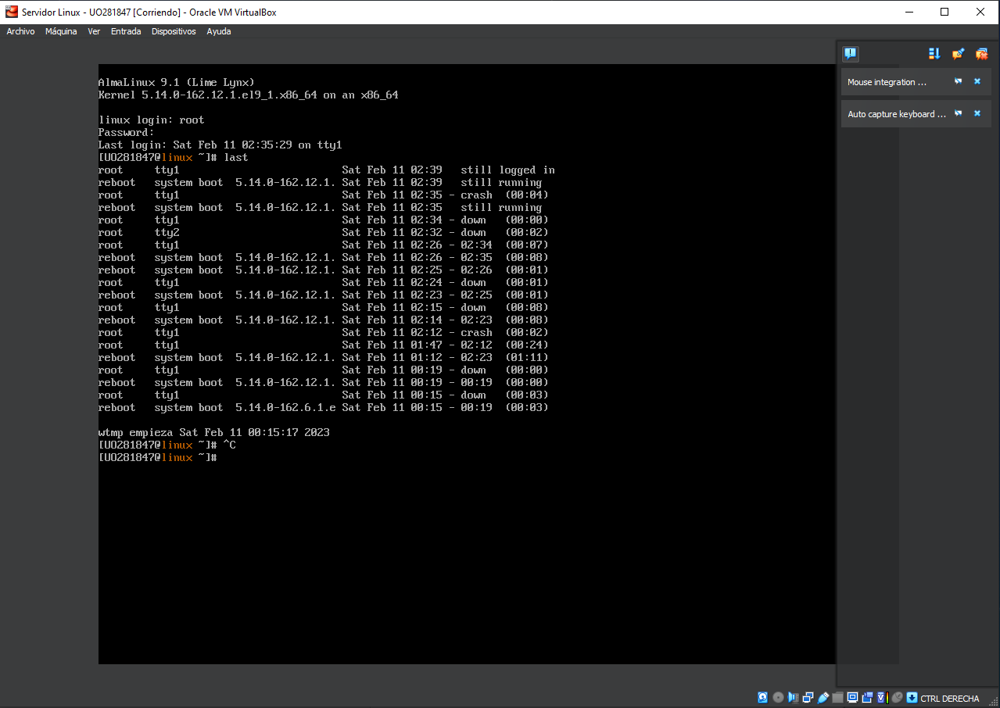 Servidor Linux - UO281847 [Corriendo] - Oracle VM VirtualBox
Archivo Máquina Ver Entrada Dispositivos Ayuda
Mouse integration ...
Auto capture keyboard ...
AlmaLinux 9.1 (Lime Lynx)
Kernel 5.14.0-162.12.1.el9_1.x86_64 on an x86_64
linux login: root
Password:
Last login: Sat Feb 11 02:35:29 on tty1
[UO281847@linux ~]# last
root     tty1                          Sat Feb 11 02:39   still logged in
reboot   system boot  5.14.0-162.12.1. Sat Feb 11 02:39   still running
root     tty1                          Sat Feb 11 02:35 - crash  (00:04)
reboot   system boot  5.14.0-162.12.1. Sat Feb 11 02:35   still running
root     tty1                          Sat Feb 11 02:34 - down   (00:00)
root     tty2                          Sat Feb 11 02:32 - down   (00:02)
root     tty1                          Sat Feb 11 02:26 - 02:34  (00:07)
reboot   system boot  5.14.0-162.12.1. Sat Feb 11 02:26 - 02:35  (00:08)
reboot   system boot  5.14.0-162.12.1. Sat Feb 11 02:25 - 02:26  (00:01)
root     tty1                          Sat Feb 11 02:24 - down   (00:01)
reboot   system boot  5.14.0-162.12.1. Sat Feb 11 02:23 - 02:25  (00:01)
root     tty1                          Sat Feb 11 02:15 - down   (00:08)
reboot   system boot  5.14.0-162.12.1. Sat Feb 11 02:14 - 02:23  (00:08)
root     tty1                          Sat Feb 11 02:12 - crash  (00:02)
root     tty1                          Sat Feb 11 01:47 - 02:12  (00:24)
reboot   system boot  5.14.0-162.12.1. Sat Feb 11 01:12 - 02:23  (01:11)
root     tty1                          Sat Feb 11 00:19 - down   (00:00)
reboot   system boot  5.14.0-162.12.1. Sat Feb 11 00:19 - 00:19  (00:00)
root     tty1                          Sat Feb 11 00:15 - down   (00:03)
reboot   system boot  5.14.0-162.6.1.e Sat Feb 11 00:15 - 00:19  (00:03)
wtmp empieza Sat Feb 11 00:15:17 2023
[UO281847@linux ~]# ^C
[UO281847@linux ~]#
CTRL DERECHA